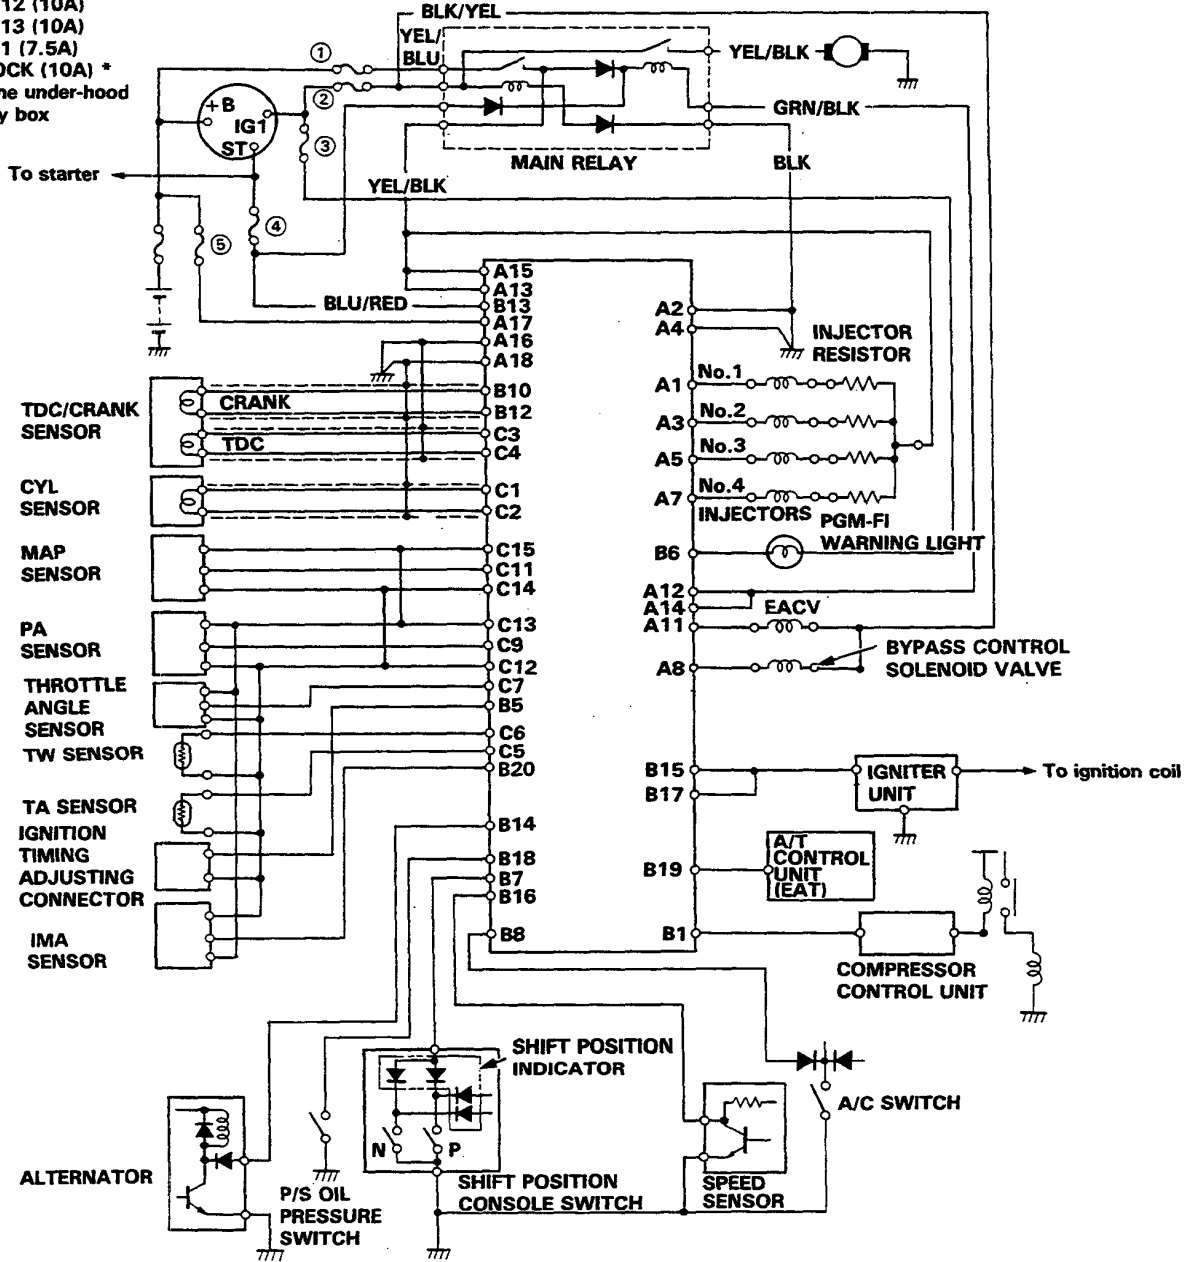 12 (10A)
13 (10A)
1 (7.5A)
OCK (10A) *
ne under-hood
y box
BLK/YEL
YEL/
BLU
YEL/BLK
GRN/BLK
BLK
MAIN RELAY
1
2
3
4
5
+B
IG1
ST
To starter
YEL/BLK
BLU/RED
A15
A13
B13
A17
A16
A18
B10
B12
C3
C4
C1
C2
C15
C11
C14
C13
C9
C12
C7
B5
C6
C5
B20
B14
B18
B7
B16
B8
A2
A4
A1
A3
A5
A7
B6
A12
A14
A11
A8
B15
B17
B19
B1
TDC/CRANK
SENSOR
CRANK
TDC
CYL
SENSOR
MAP
SENSOR
PA
SENSOR
THROTTLE
ANGLE
SENSOR
TW SENSOR
TA SENSOR
IGNITION
TIMING
ADJUSTING
CONNECTOR
IMA
SENSOR
INJECTOR
RESISTOR
No.1
No.2
No.3
No.4
INJECTORS
PGM-FI
WARNING LIGHT
EACV
BYPASS CONTROL
SOLENOID VALVE
IGNITER
UNIT
To ignition coil
A/T
CONTROL
UNIT
(EAT)
COMPRESSOR
CONTROL UNIT
SHIFT POSITION
INDICATOR
N
P
SHIFT POSITION
CONSOLE SWITCH
ALTERNATOR
P/S OIL
PRESSURE
SWITCH
SPEED
SENSOR
A/C SWITCH